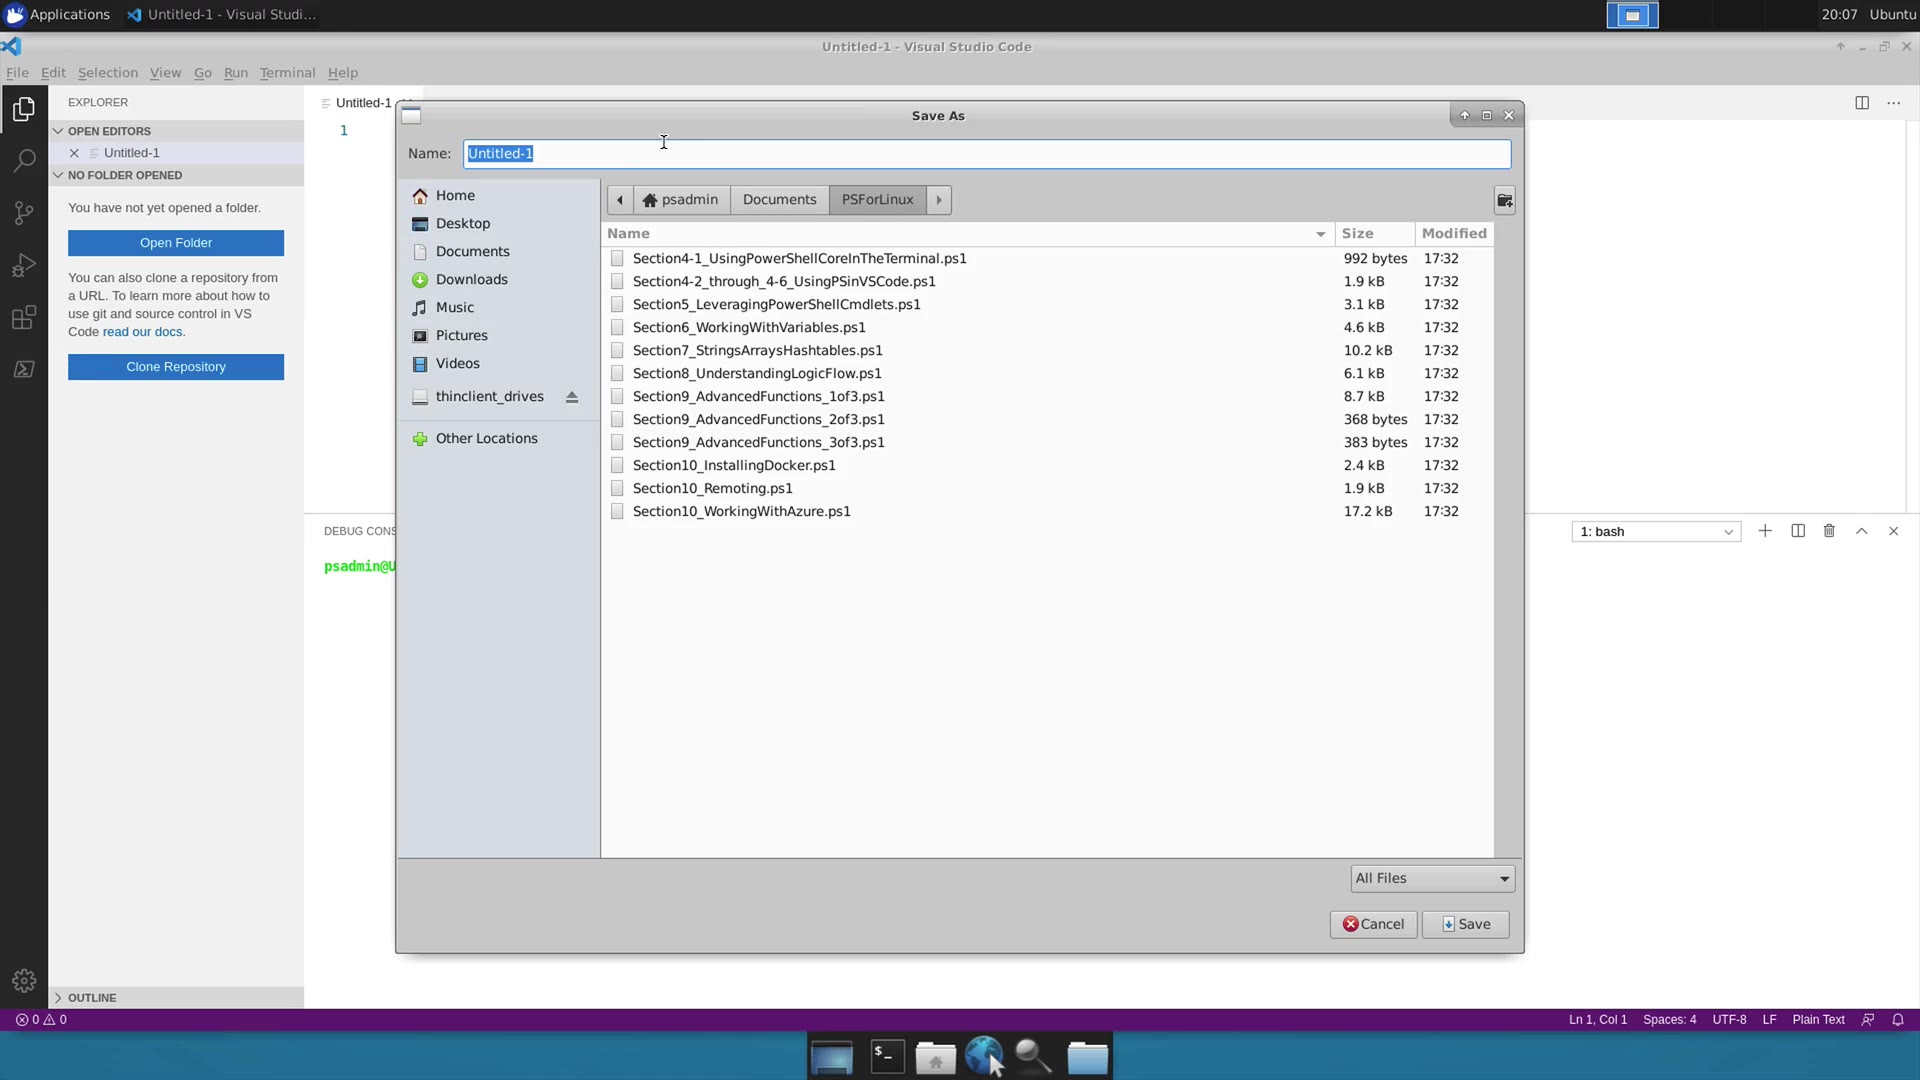 Applications
Untitled-1 - Visual Studi...
20:07
Ubuntu
Untitled-1 - Visual Studio Code
File Edit Selection View Go Run Terminal Help
EXPLORER
OPEN EDITORS
Untitled-1
NO FOLDER OPENED
You have not yet opened a folder.
Open Folder
You can also clone a repository from
a URL. To learn more about how to
use git and source control in VS
Code read our docs.
Clone Repository
OUTLINE
Untitled-1
1
Save As
Name: Untitled-1
Home
Desktop
Documents
Downloads
Music
Pictures
Videos
thinclient_drives
Other Locations
psadmin Documents PSForLinux
Name Size Modified
Section4-1_UsingPowerShellCoreInTheTerminal.ps1 992 bytes 17:32
Section4-2_through_4-6_UsingPSinVSCode.ps1 1.9 kB 17:32
Section5_LeveragingPowerShellCmdlets.ps1 3.1 kB 17:32
Section6_WorkingWithVariables.ps1 4.6 kB 17:32
Section7_StringsArraysHashtables.ps1 10.2 kB 17:32
Section8_UnderstandingLogicFlow.ps1 6.1 kB 17:32
Section9_AdvancedFunctions_1of3.ps1 8.7 kB 17:32
Section9_AdvancedFunctions_2of3.ps1 368 bytes 17:32
Section9_AdvancedFunctions_3of3.ps1 383 bytes 17:32
Section10_InstallingDocker.ps1 2.4 kB 17:32
Section10_Remoting.ps1 1.9 kB 17:32
Section10_WorkingWithAzure.ps1 17.2 kB 17:32
All Files
Cancel Save
DEBUG CONS
1: bash
psadmin@U
0 0
Ln 1, Col 1 Spaces: 4 UTF-8 LF Plain Text